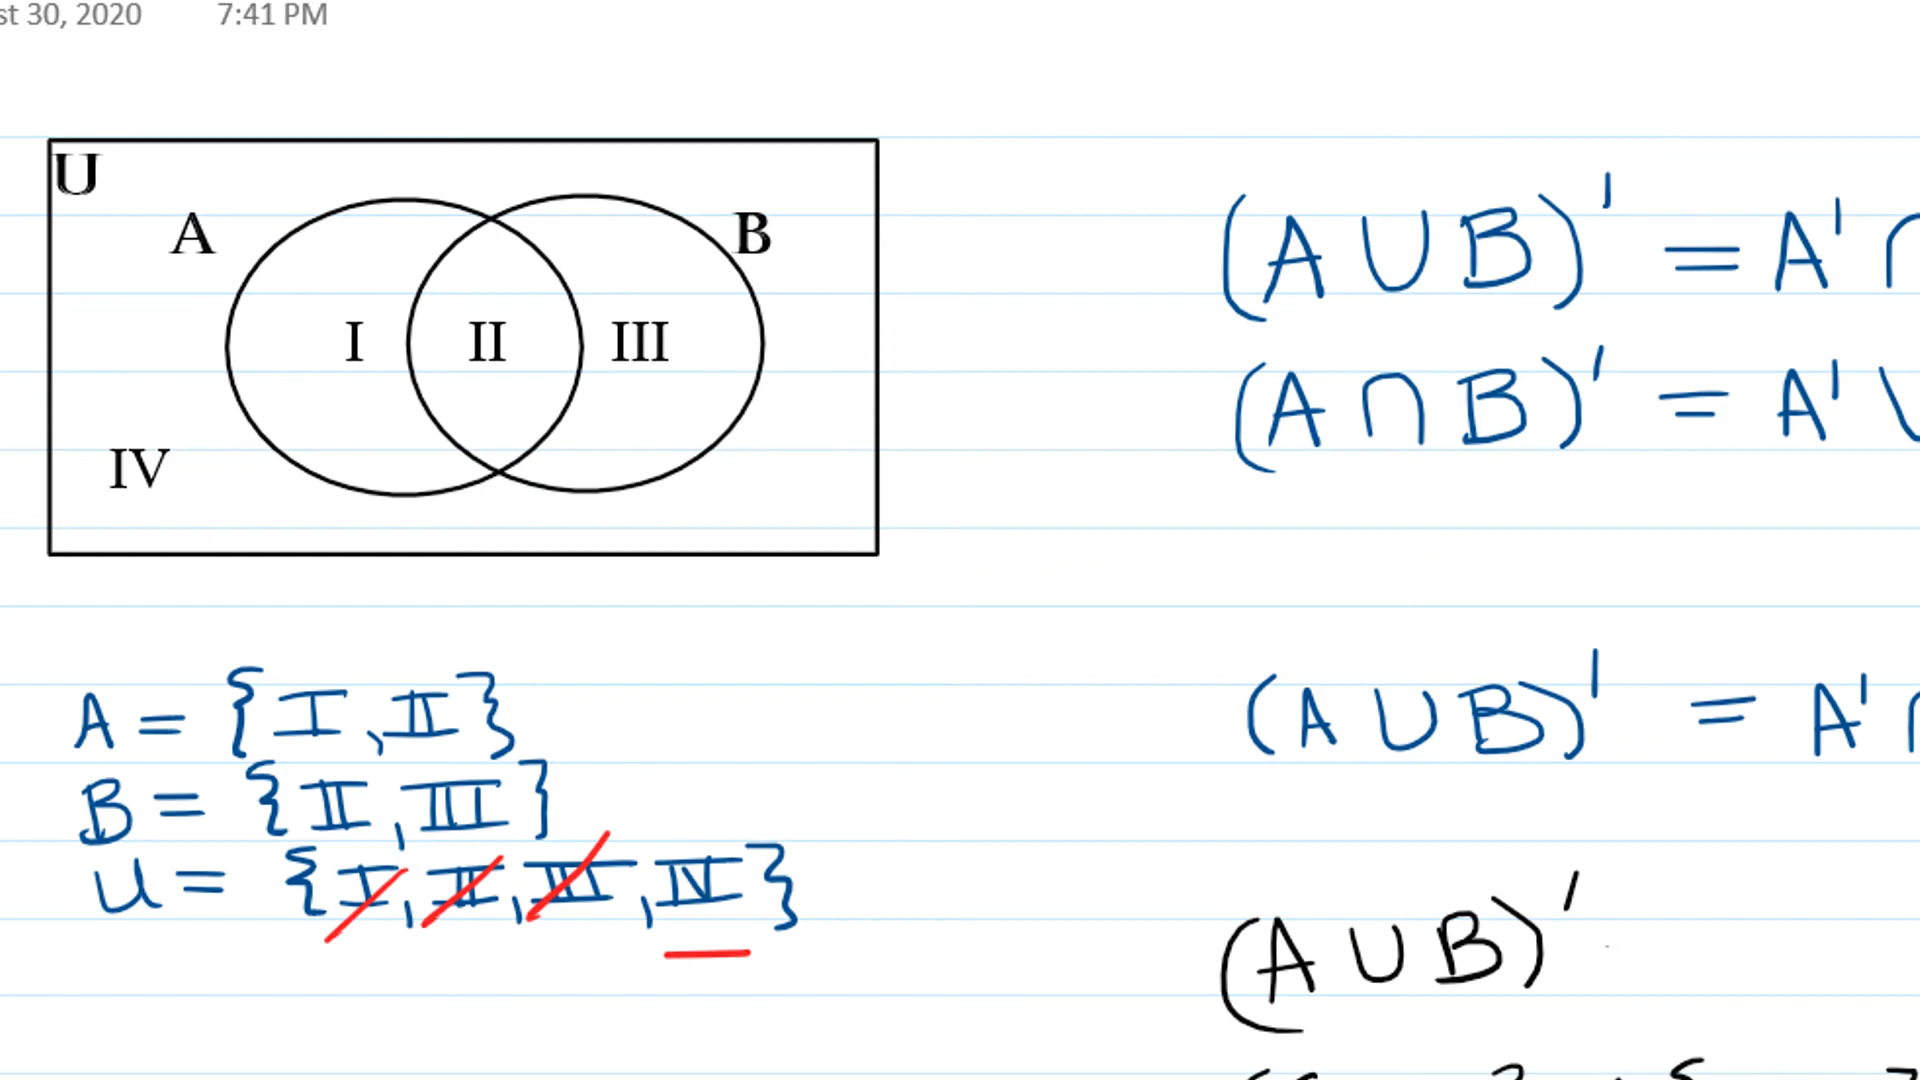 st 30, 2020 7:41 PM
U
A
B
I II III
IV
(A ∪ B)' = A' ∩
(A ∩ B)' = A' ∪
A = {I, II}
B = {II, III}
U = {I, II, III, IV}
(A ∪ B)' = A' ∩
(A ∪ B)'